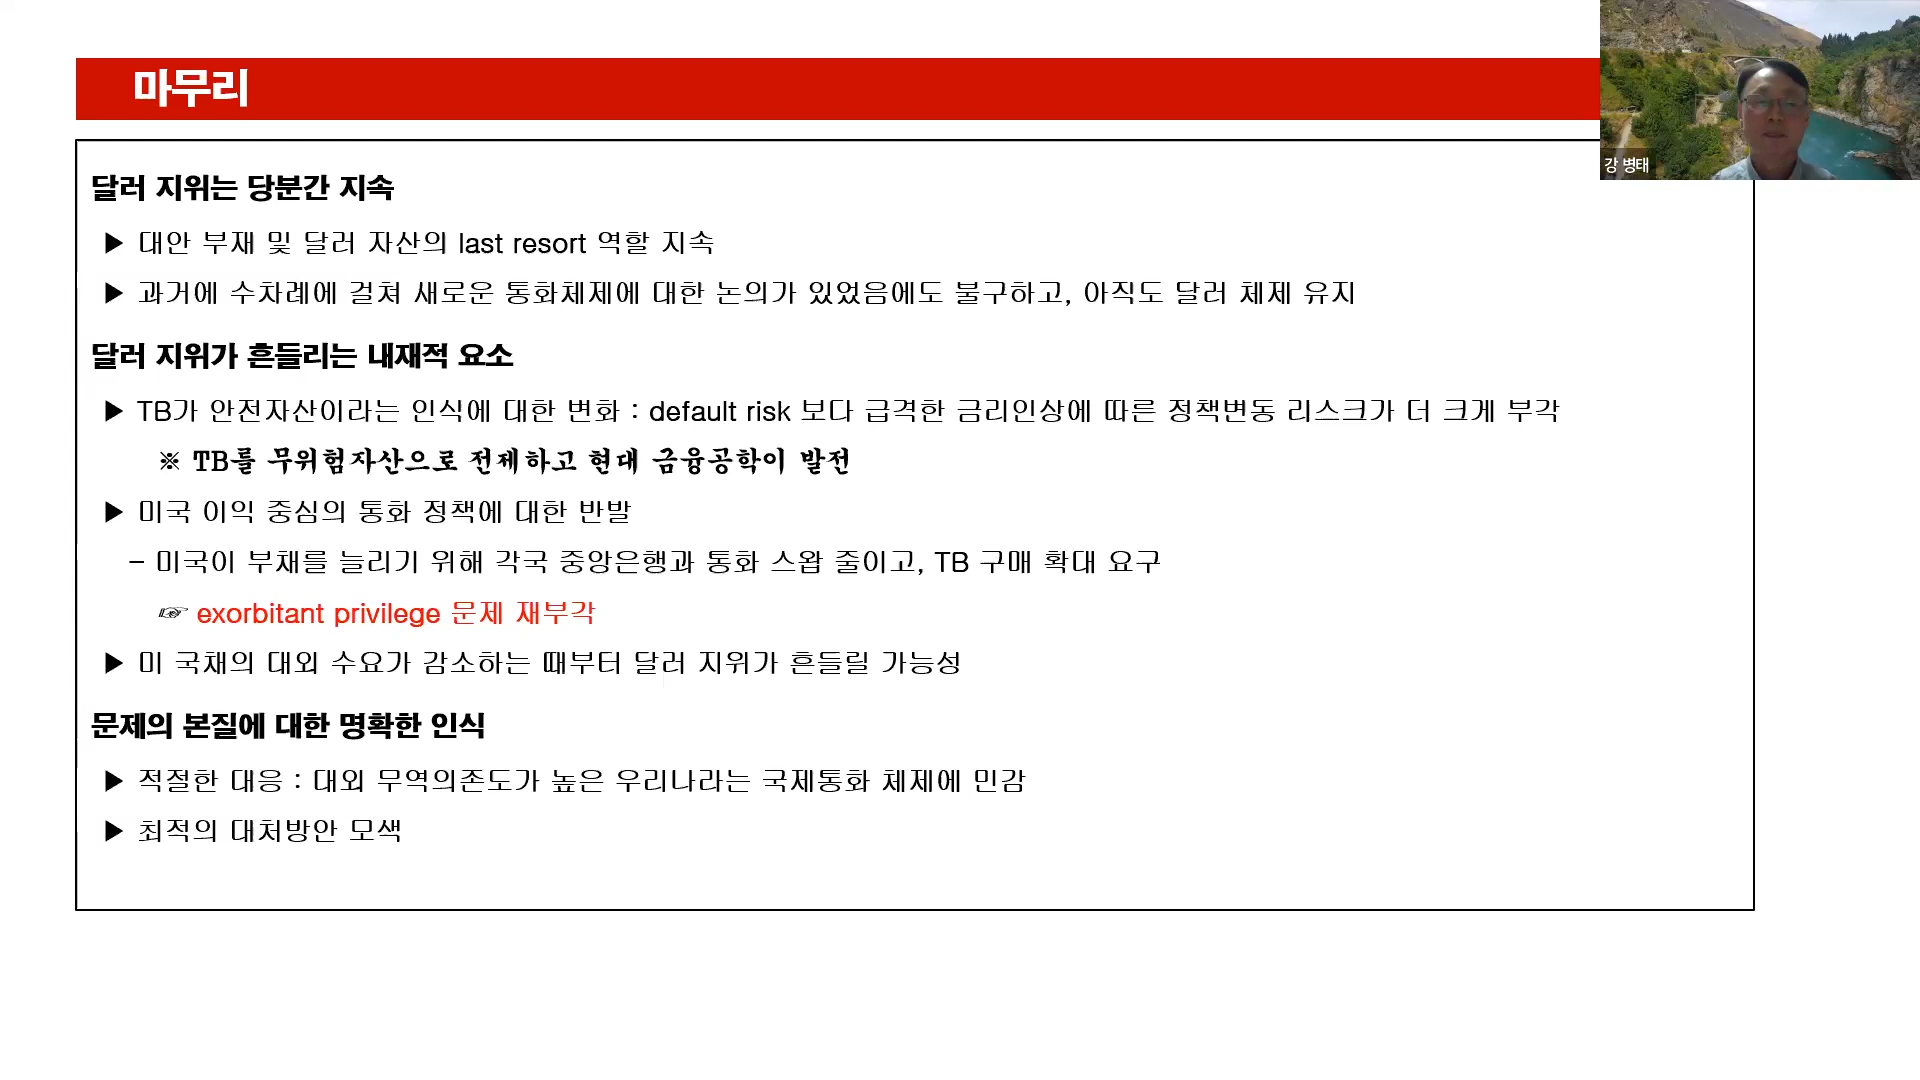 마무리
강 병태
달러 지위는 당분간 지속
▶ 대안 부재 및 달러 자산의 last resort 역할 지속
▶ 과거에 수차례에 걸쳐 새로운 통화체제에 대한 논의가 있었음에도 불구하고, 아직도 달러 체제 유지
달러 지위가 흔들리는 내재적 요소
▶ TB가 안전자산이라는 인식에 대한 변화 : default risk 보다 급격한 금리인상에 따른 정책변동 리스크가 더 크게 부각
※ TB를 무위험자산으로 전제하고 현대 금융공학이 발전
▶ 미국 이익 중심의 통화 정책에 대한 반발
- 미국이 부채를 늘리기 위해 각국 중앙은행과 통화 스왑 줄이고, TB 구매 확대 요구
☞ exorbitant privilege 문제 재부각
▶ 미 국채의 대외 수요가 감소하는 때부터 달러 지위가 흔들릴 가능성
문제의 본질에 대한 명확한 인식
▶ 적절한 대응 : 대외 무역의존도가 높은 우리나라는 국제통화 체제에 민감
▶ 최적의 대처방안 모색